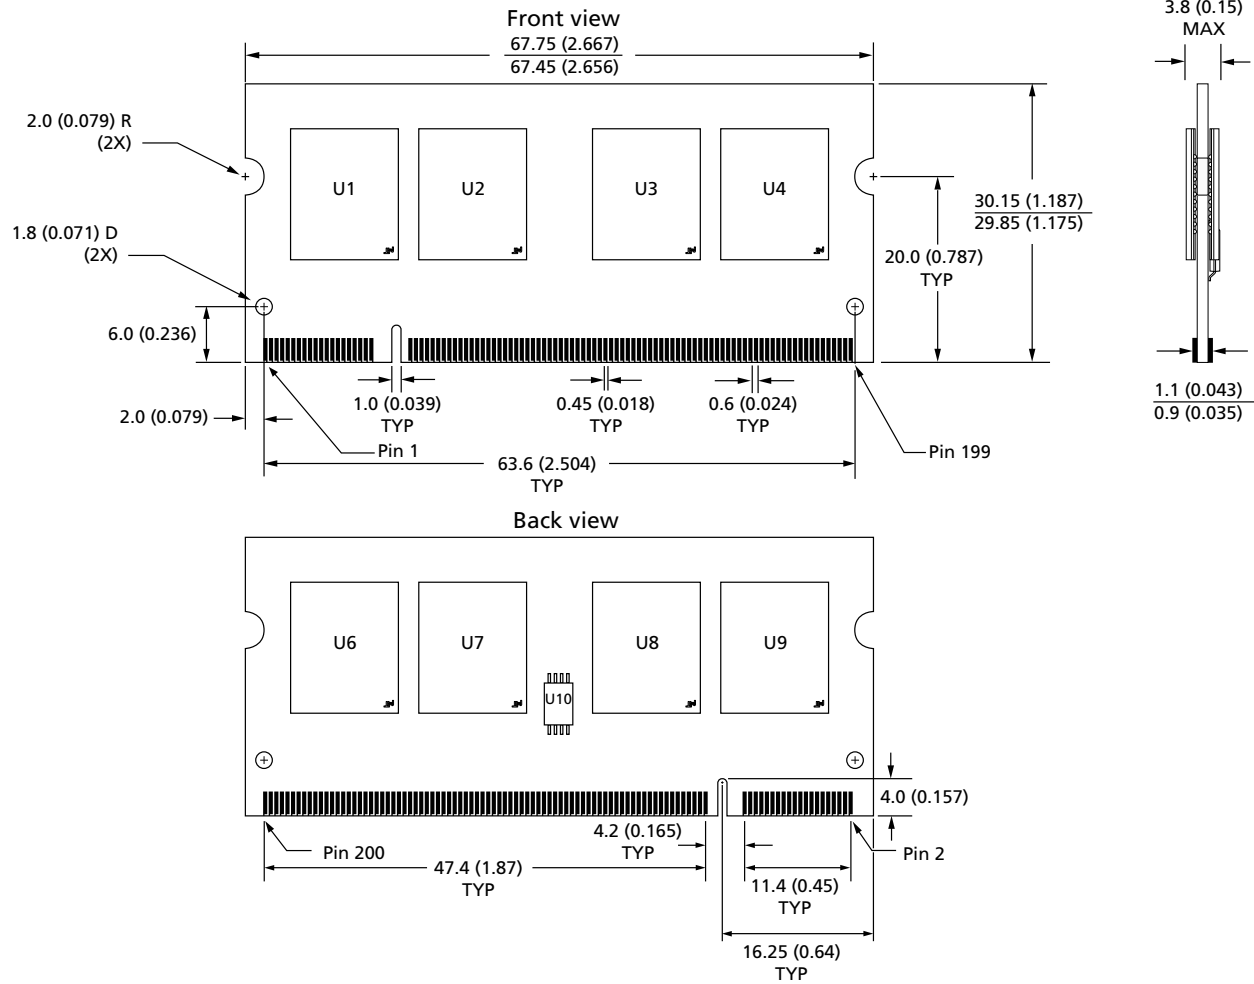 Front view
3.8 (0.15)
MAX
67.75 (2.667)
67.45 (2.656)
2.0 (0.079) R
(2X)
U1
U2
U3
U4
30.15 (1.187)
29.85 (1.175)
1.8 (0.071) D
(2X)
20.0 (0.787)
TYP
6.0 (0.236)
1.1 (0.043)
0.9 (0.035)
2.0 (0.079)
1.0 (0.039)
TYP
0.45 (0.018)
TYP
0.6 (0.024)
TYP
Pin 1
Pin 199
63.6 (2.504)
TYP
Back view
U6
U7
U8
U9
U10
4.0 (0.157)
4.2 (0.165)
TYP
Pin 200
Pin 2
47.4 (1.87)
TYP
11.4 (0.45)
TYP
16.25 (0.64)
TYP